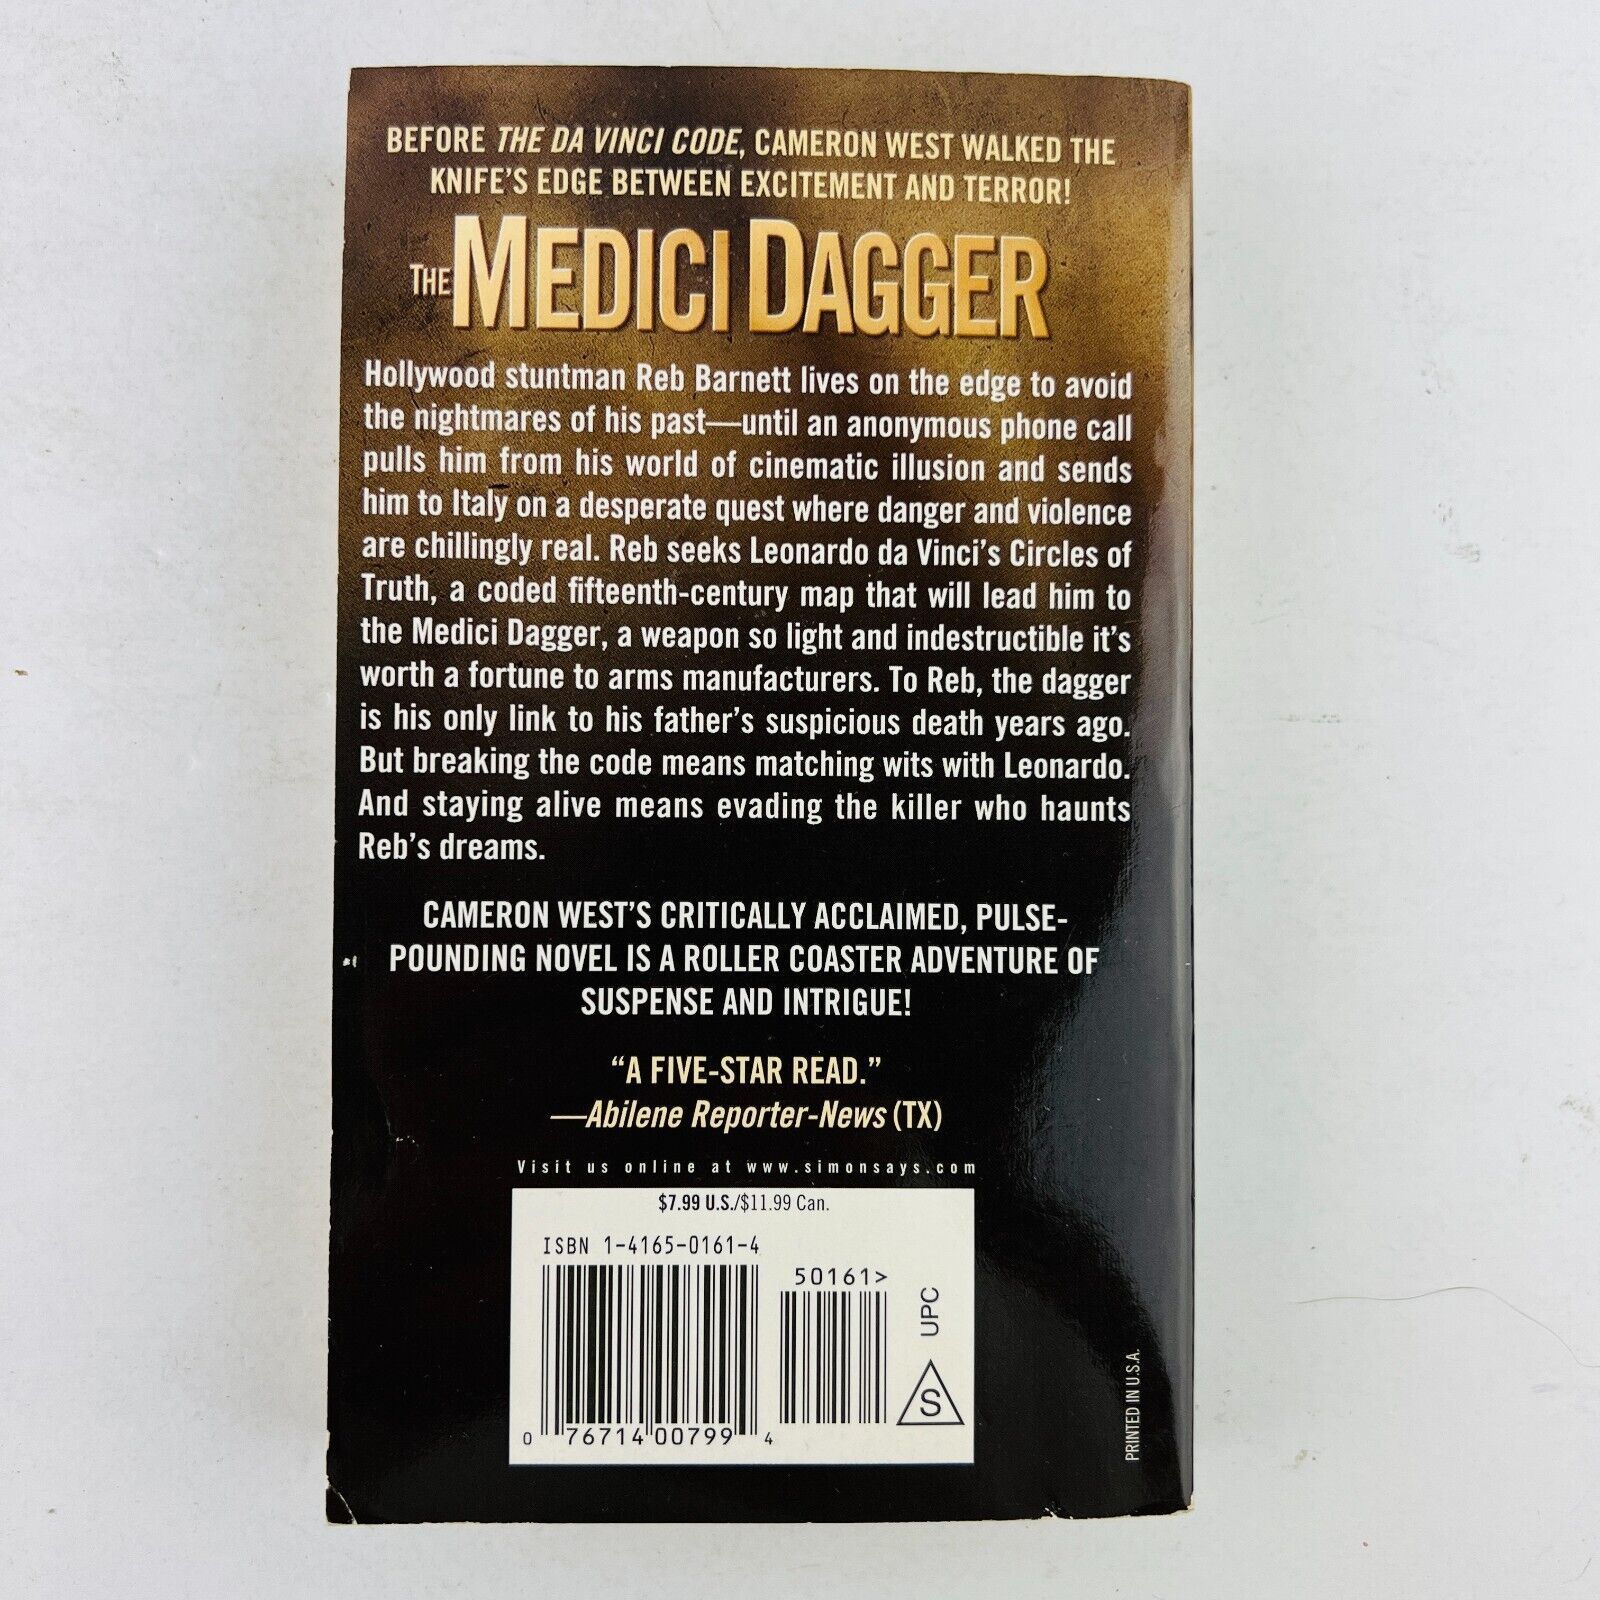 BEFORE THE DA VINCI CODE, CAMERON WEST WALKED THE
KNIFE'S EDGE BETWEEN EXCITEMENT AND TERROR!
THE MEDICI DAGGER
Hollywood stuntman Reb Barnett lives on the edge to avoid
the nightmares of his past—until an anonymous phone call
pulls him from his world of cinematic illusion and sends
him to Italy on a desperate quest where danger and violence
are chillingly real. Reb seeks Leonardo da Vinci's Circles of
Truth, a coded fifteenth-century map that will lead him to
the Medici Dagger, a weapon so light and indestructible it's
worth a fortune to arms manufacturers. To Reb, the dagger
is his only link to his father's suspicious death years ago.
But breaking the code means matching wits with Leonardo.
And staying alive means evading the killer who haunts
Reb's dreams.
CAMERON WEST'S CRITICALLY ACCLAIMED, PULSE-
POUNDING NOVEL IS A ROLLER COASTER ADVENTURE OF
SUSPENSE AND INTRIGUE!
“A FIVE-STAR READ.”
—Abilene Reporter-News (TX)
Visit us online at www.simonsays.com
$7.99 U.S./$11.99 Can.
ISBN 1-4165-0161-4
50161>
UPC
S
0 76714 00799 4
PRINTED IN U.S.A.